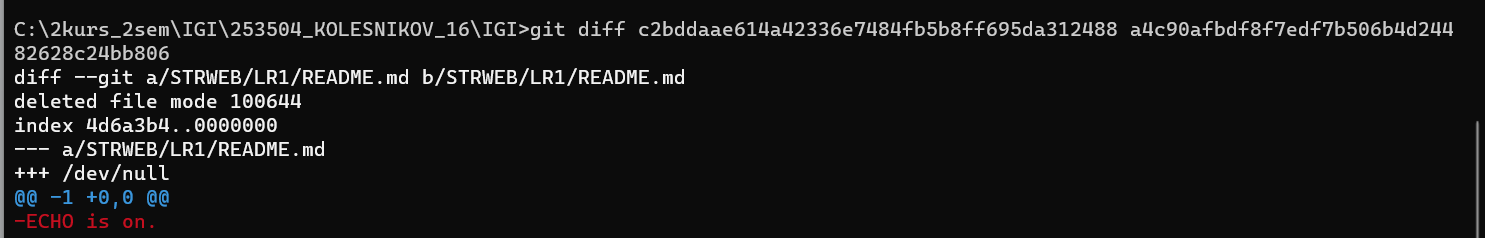 C:\2kurs_2sem\IGI\253504_KOLESNIKOV_16\IGI>git diff c2bddaae614a42336e7484fb5b8ff695da312488 a4c90afbdf8f7edf7b506b4d244
82628c24bb806
diff --git a/STRWEB/LR1/README.md b/STRWEB/LR1/README.md
deleted file mode 100644
index 4d6a3b4..0000000
--- a/STRWEB/LR1/README.md
+++ /dev/null
@@ -1 +0,0 @@
-ECHO is on.